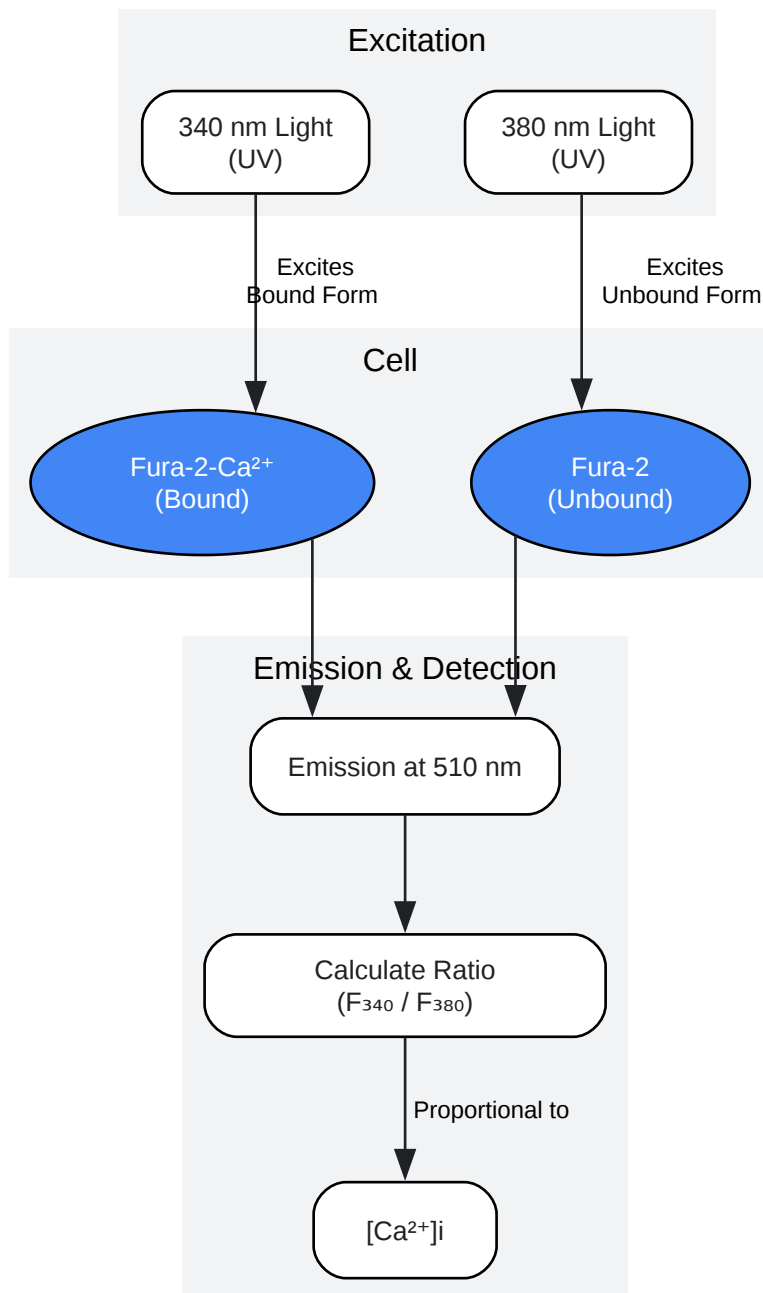 Excitation
340 nm Light
(UV)
380 nm Light
(UV)
Excites
Bound Form
Excites
Unbound Form
Cell
Fura-2-Ca²⁺
(Bound)
Fura-2
(Unbound)
Emission & Detection
Emission at 510 nm
Calculate Ratio
(F₃₄₀ / F₃₈₀)
Proportional to
[Ca²⁺]i